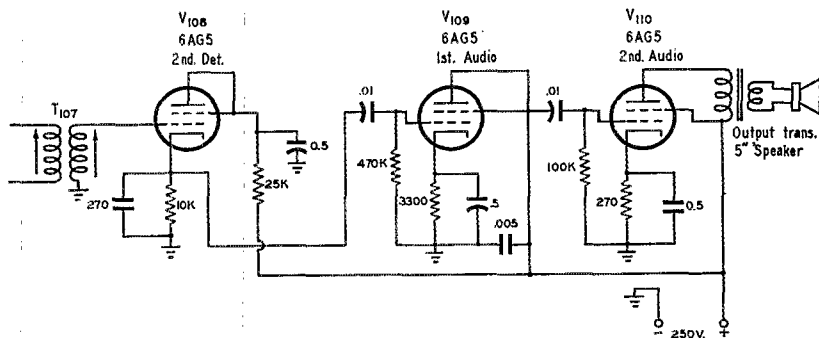 V108
6AG5
2nd. Det.
V109
6AG5
1st. Audio
V110
6AG5
2nd. Audio
T107
.01
.01
0.5
470K
100K
Output trans.
5" Speaker
25K
270
10K
3300
.5
.005
270
0.5
- 250V. +